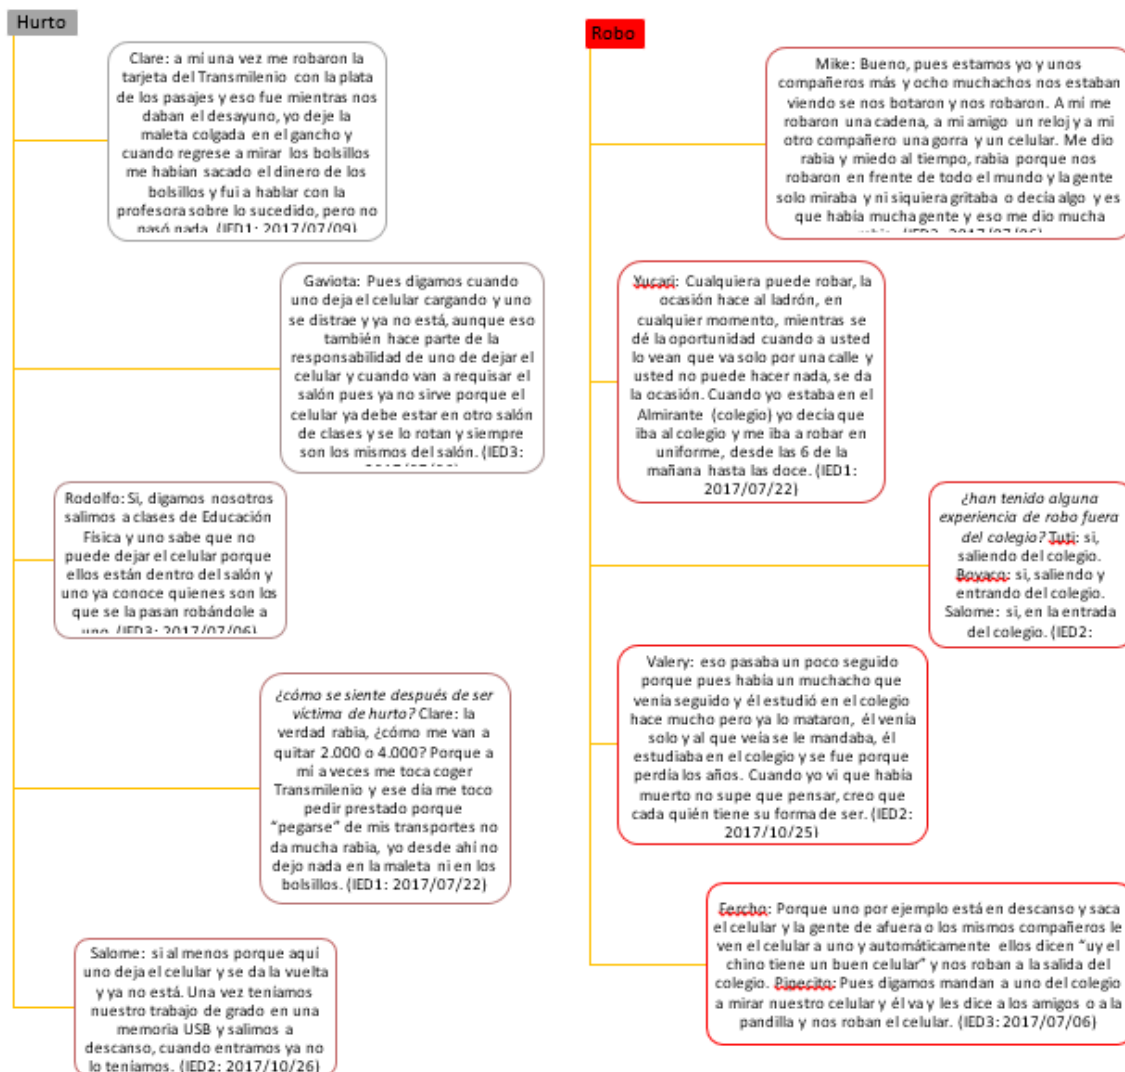 Hurto
Clare: a mí una vez me robaron la
tarjeta del Transmilenio con la plata
de los pasajes y eso fue mientras nos
daban el desayuno, yo deje la
maleta colgada en el gancho y
cuando regrese a mirar los bolsillos
me habían sacado el dinero de los
bolsillos y fui a hablar con la
profesora sobre lo sucedido, pero no
pasó nada. (IED1: 2017/07/09)
Gaviota: Pues digamos cuando
uno deja el celular cargando y uno
se distrae y ya no está, aunque eso
también hace parte de la
responsabilidad de uno de dejar el
celular y cuando van a requisar el
salón pues ya no sirve porque el
celular ya debe estar en otro salón
de clases y se lo rotan y siempre
son los mismos del salón. (IED3:
Rodolfo: Si, digamos nosotros
salimos a clases de Educación
Física y uno sabe que no
puede dejar el celular porque
ellos están dentro del salón y
uno ya conoce quienes son los
que se la pasan robándole a
uno. (IED3: 2017/07/06)
¿cómo se siente después de ser
víctima de hurto? Clare: la
verdad rabia, ¿cómo me van a
quitar 2.000 o 4.000? Porque a
mí a veces me toca coger
Transmilenio y ese día me toco
pedir prestado porque
“pegarse” de mis transportes no
da mucha rabia, yo desde ahí no
dejo nada en la maleta ni en los
bolsillos. (IED1: 2017/07/22)
Salome: si al menos porque aquí
uno deja el celular y se da la vuelta
y ya no está. Una vez teníamos
nuestro trabajo de grado en una
memoria USB y salimos a
descanso, cuando entramos ya no
lo teníamos. (IED2: 2017/10/26)
Robo
Mike: Bueno, pues estamos yo y unos
compañeros más y ocho muchachos nos estaban
viendo se nos botaron y nos robaron. A mí me
robaron una cadena, a mi amigo un reloj y a mi
otro compañero una gorra y un celular. Me dio
rabia y miedo al tiempo, rabia porque nos
robaron en frente de todo el mundo y la gente
solo miraba y ni siquiera gritaba o decía algo y es
que había mucha gente y eso me dio mucha
Yucari: Cualquiera puede robar, la
ocasión hace al ladrón, en
cualquier momento, mientras se
dé la oportunidad cuando a usted
lo vean que va solo por una calle y
usted no puede hacer nada, se da
la ocasión. Cuando yo estaba en el
Almirante (colegio) yo decía que
iba al colegio y me iba a robar en
uniforme, desde las 6 de la
mañana hasta las doce. (IED1:
2017/07/22)
¿han tenido alguna
experiencia de robo fuera
del colegio? Tuti: si,
saliendo del colegio.
Boyaco: si, saliendo y
entrando del colegio.
Salome: si, en la entrada
del colegio. (IED2:
Valery: eso pasaba un poco seguido
porque pues había un muchacho que
venía seguido y él estudió en el colegio
hace mucho pero ya lo mataron, él venía
solo y al que veía se le mandaba, él
estudiaba en el colegio y se fue porque
perdía los años. Cuando yo vi que había
muerto no supe que pensar, creo que
cada quién tiene su forma de ser. (IED2:
2017/10/25)
Fercho: Porque uno por ejemplo está en descanso y saca
el celular y la gente de afuera o los mismos compañeros le
ven el celular a uno y automáticamente ellos dicen “uy el
chino tiene un buen celular” y nos roban a la salida del
colegio. Pipecito: Pues digamos mandan a uno del colegio
a mirar nuestro celular y él va y les dice a los amigos o a la
pandilla y nos roban el celular. (IED3: 2017/07/06)